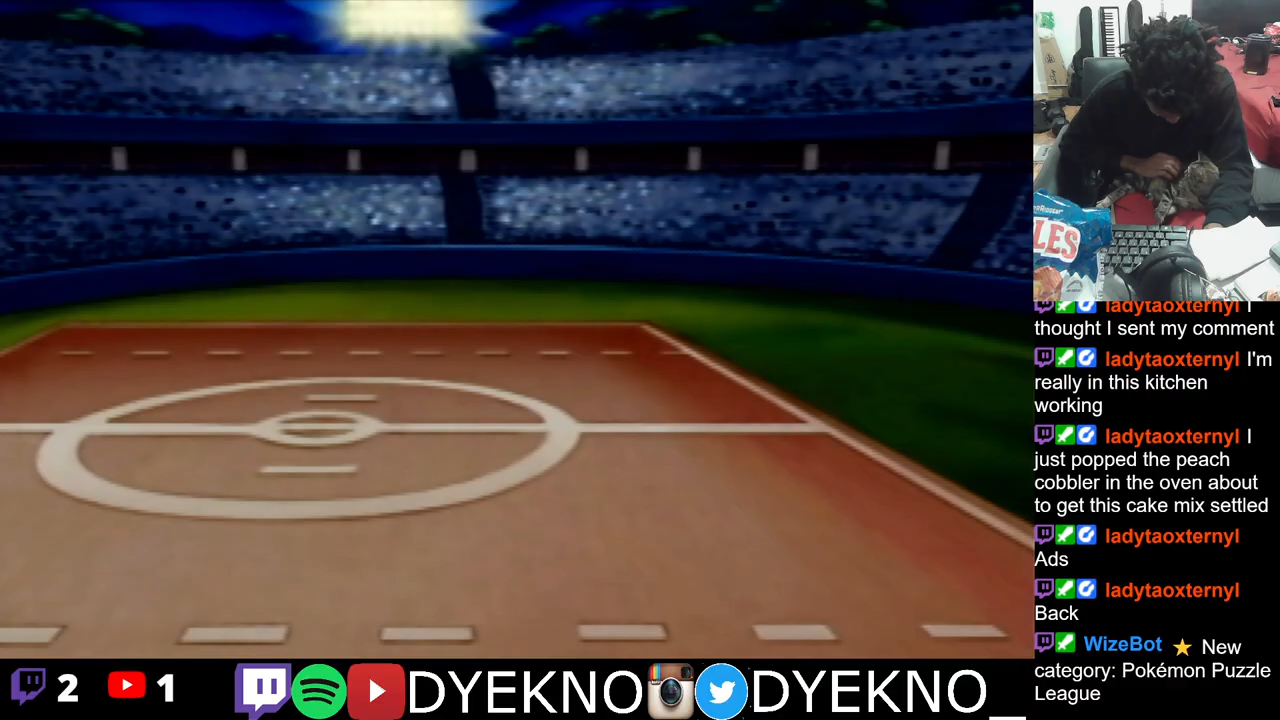 LES
ladytaoxternyl I
thought I sent my comment
ladytaoxternyl I'm
really in this kitchen
working
ladytaoxternyl I
just popped the peach
cobbler in the oven about
to get this cake mix settled
ladytaoxternyl
Ads
ladytaoxternyl
Back
WizeBot ⭐ New
category: Pokémon Puzzle
League
2 1 DYEKNO DYEKNO_